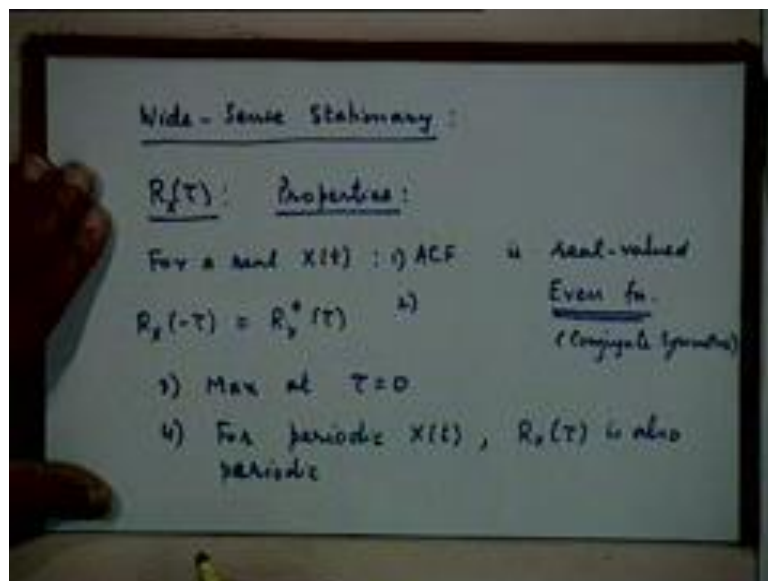 Wide-Sense Stationary :
Rx(τ) : Properties :
For a real X(t) : 1) ACF is real-valued
Rx(-τ) = Rx*(τ) 2) Even fn.
(Conjugate Symmetric)
3) Max at τ=0
4) For periodic X(t), Rx(τ) is also
periodic